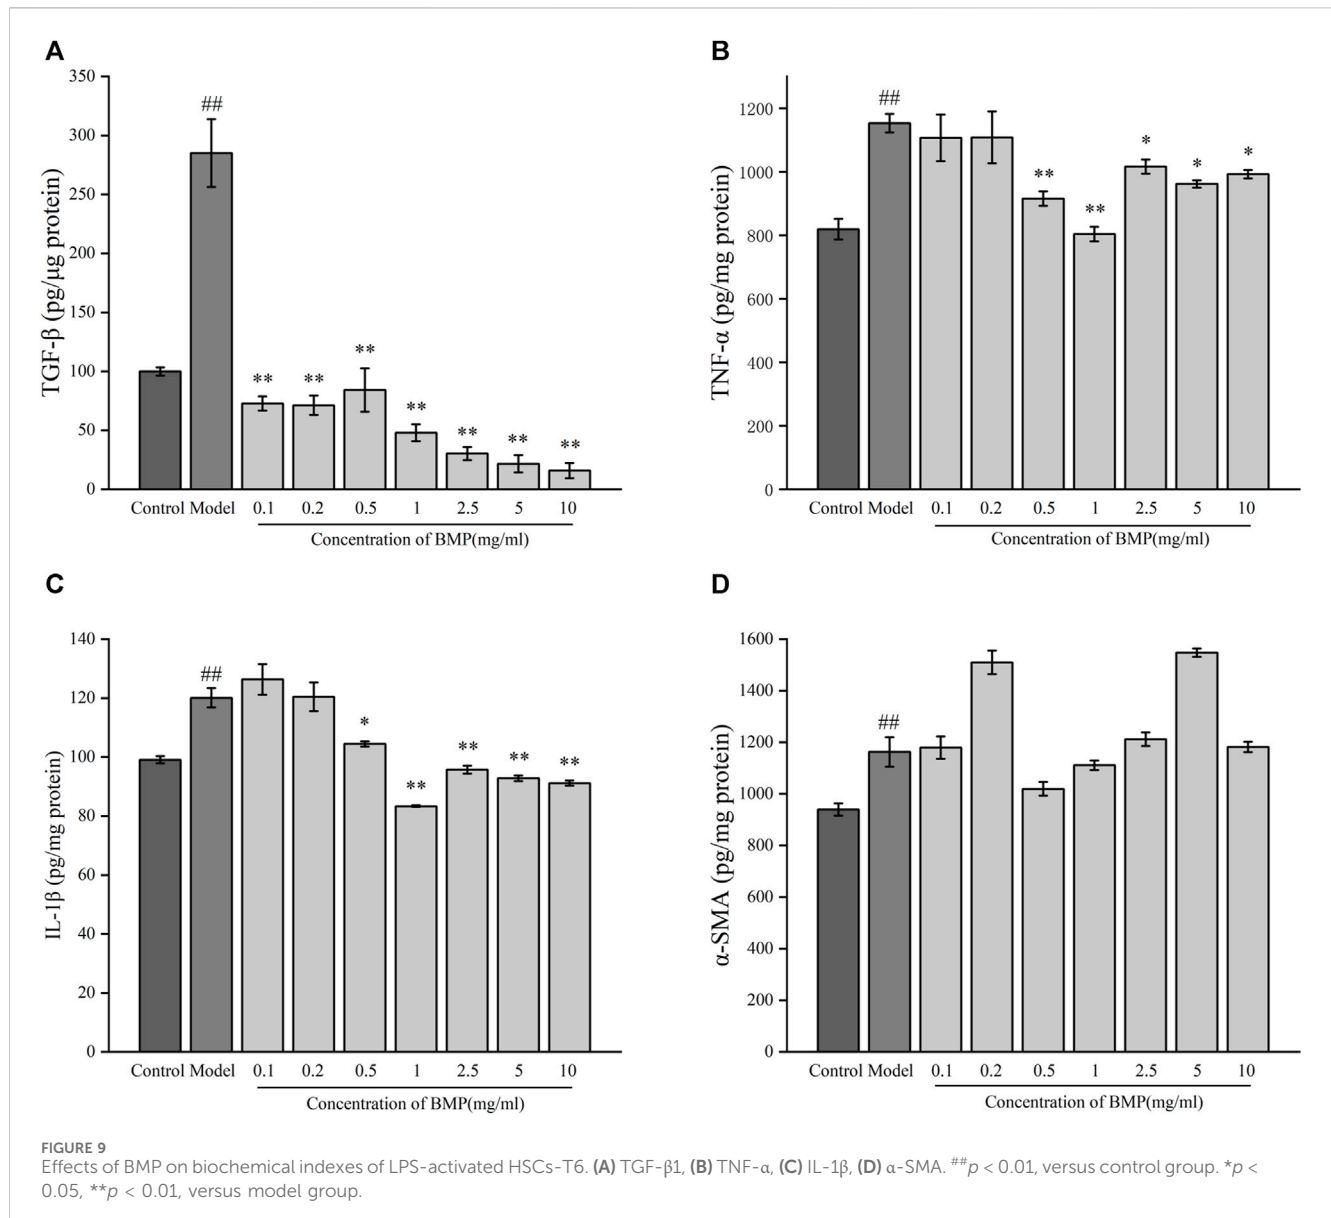 A
350
300
250
200
150
100
50
0
TGF-β (pg/μg protein)
##
**
**
**
**
**
**
**
Control Model 0.1 0.2 0.5 1 2.5 5 10
Concentration of BMP(mg/ml)
B
1200
1000
800
600
400
200
0
TNF-α (pg/mg protein)
##
**
**
*
*
*
Control Model 0.1 0.2 0.5 1 2.5 5 10
Concentration of BMP(mg/ml)
C
140
120
100
80
60
40
20
0
IL-1β (pg/mg protein)
##
*
**
**
**
**
Control Model 0.1 0.2 0.5 1 2.5 5 10
Concentration of BMP(mg/ml)
D
1600
1400
1200
1000
800
600
400
200
0
α-SMA (pg/mg protein)
##
Control Model 0.1 0.2 0.5 1 2.5 5 10
Concentration of BMP(mg/ml)
FIGURE 9
Effects of BMP on biochemical indexes of LPS-activated HSCs-T6. (A) TGF-β1, (B) TNF-α, (C) IL-1β, (D) α-SMA. ##p < 0.01, versus control group. *p <
0.05, **p < 0.01, versus model group.